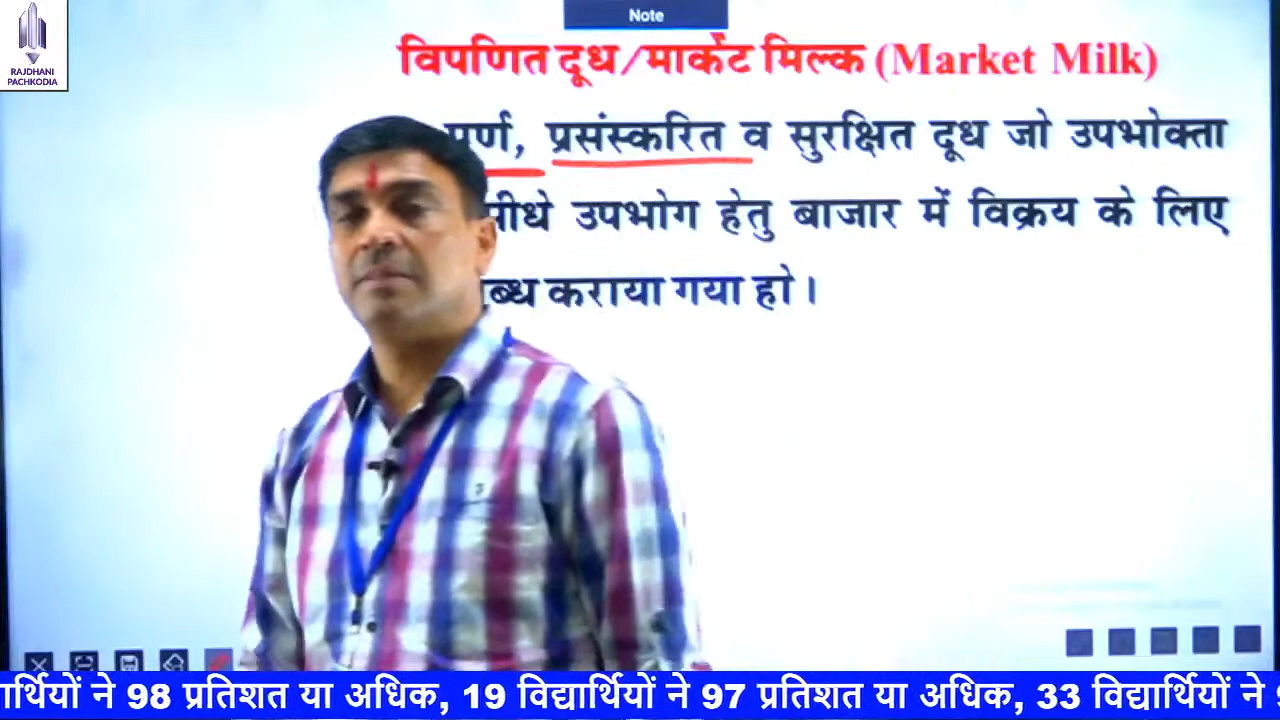 Note
RAJDHANI
PACHKODIA
विपणित दूध/मार्केट मिल्क (Market Milk)
प्रसंस्करित व सुरक्षित दूध जो उपभोक्ता
उपभोग हेतु बाजार में विक्रय के लिए
कराया गया हो।
ने 98 प्रतिशत या अधिक, 19 विद्यार्थियों ने 97 प्रतिशत या अधिक, 33 विद्यार्थियों ने